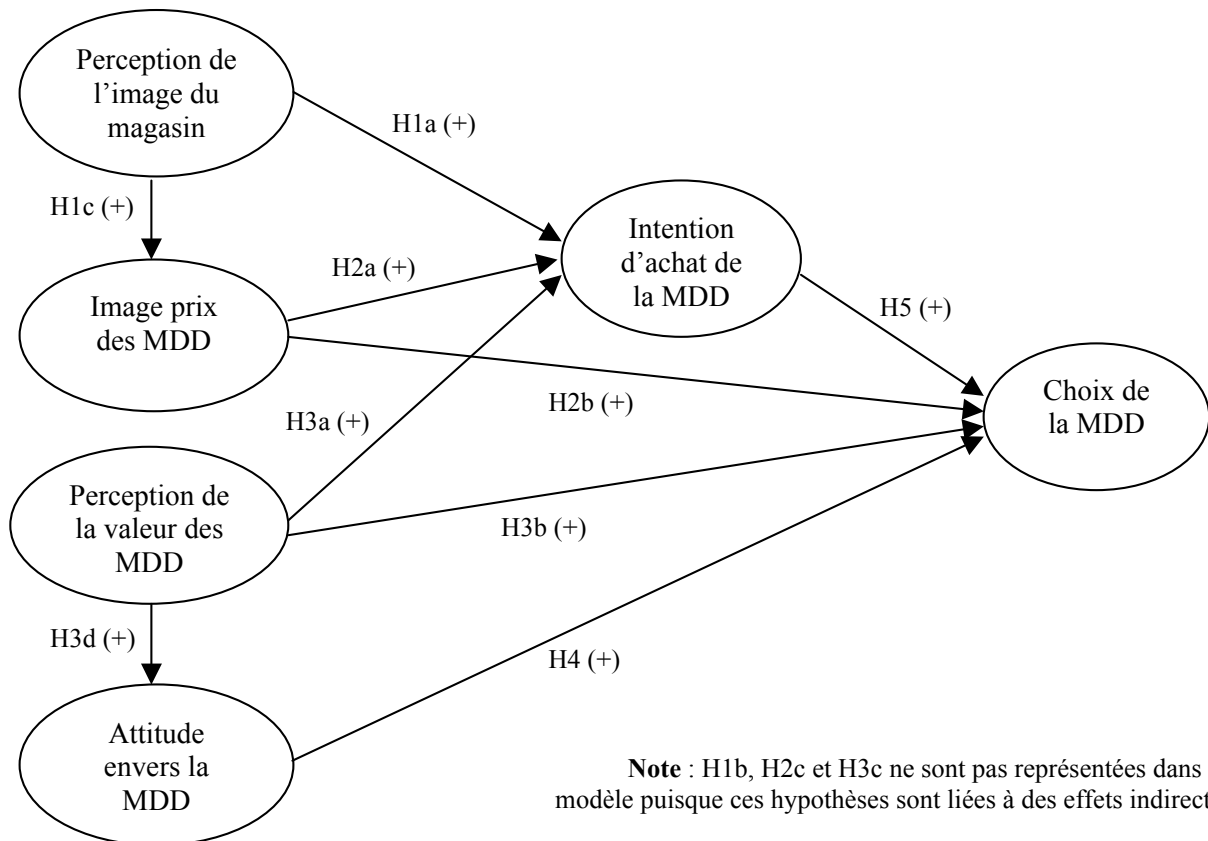 Perception de
l’image du
magasin
H1a (+)
H1c (+)
Intention
d’achat de
la MDD
H2a (+)
Image prix
des MDD
H5 (+)
H2b (+)
Choix de
la MDD
H3a (+)
Perception de
la valeur des
MDD
H3b (+)
H3d (+)
H4 (+)
Attitude
envers la
MDD
Note : H1b, H2c et H3c ne sont pas représentées dans
modèle puisque ces hypothèses sont liées à des effets indirect